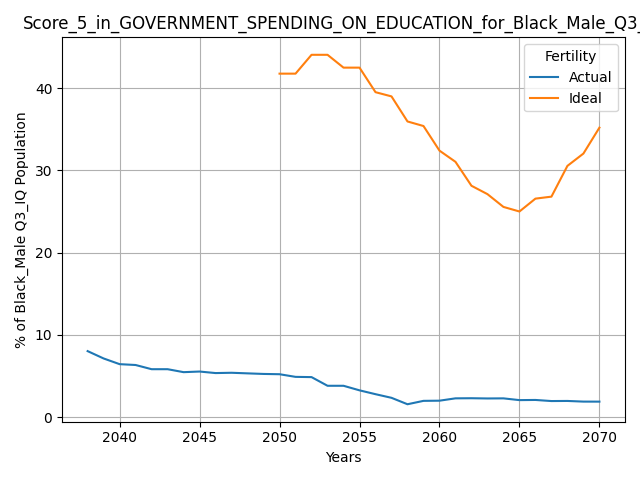 Score_5_in_GOVERNMENT_SPENDING_ON_EDUCATION_for_Black_Male_Q3_
Fertility
Actual
Ideal
% of Black_Male Q3_IQ Population
40
30
20
10
0
2040 2045 2050 2055 2060 2065 2070
Years